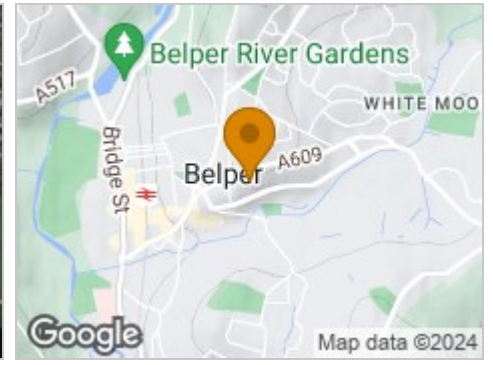 Belper River Gardens
A517
WHITE MOO
Bridge St
A609
Belper
Google
Map data ©2024